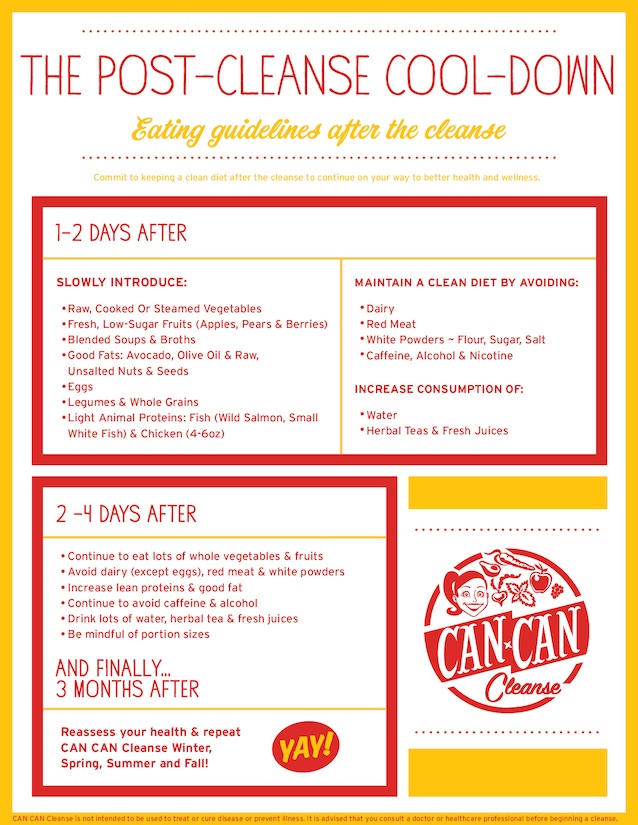 THE POST-CLEANSE COOL-DOWN
Eating guidelines after the cleanse
Commit to keeping a clean diet after the cleanse to continue on your way to better health and wellness.
1-2 DAYS AFTER
SLOWLY INTRODUCE:
•Raw, Cooked Or Steamed Vegetables
•Fresh, Low-Sugar Fruits (Apples, Pears & Berries)
•Blended Soups & Broths
•Good Fats: Avocado, Olive Oil & Raw,
Unsalted Nuts & Seeds
•Eggs
•Legumes & Whole Grains
•Light Animal Proteins: Fish (Wild Salmon, Small
White Fish) & Chicken (4-6oz)
MAINTAIN A CLEAN DIET BY AVOIDING:
•Dairy
•Red Meat
•White Powders ~ Flour, Sugar, Salt
•Caffeine, Alcohol & Nicotine
INCREASE CONSUMPTION OF:
•Water
•Herbal Teas & Fresh Juices
2 -4 DAYS AFTER
•Continue to eat lots of whole vegetables & fruits
•Avoid dairy (except eggs), red meat & white powders
•Increase lean proteins & good fat
•Continue to avoid caffeine & alcohol
•Drink lots of water, herbal tea & fresh juices
•Be mindful of portion sizes
AND FINALLY...
3 MONTHS AFTER
Reassess your health & repeat
CAN CAN Cleanse Winter,
Spring, Summer and Fall!
YAY!
CAN×CAN
Cleanse
CAN CAN Cleanse is not intended to be used to treat or cure disease or prevent illness. It is advised that you consult a doctor or healthcare professional before beginning a cleanse.